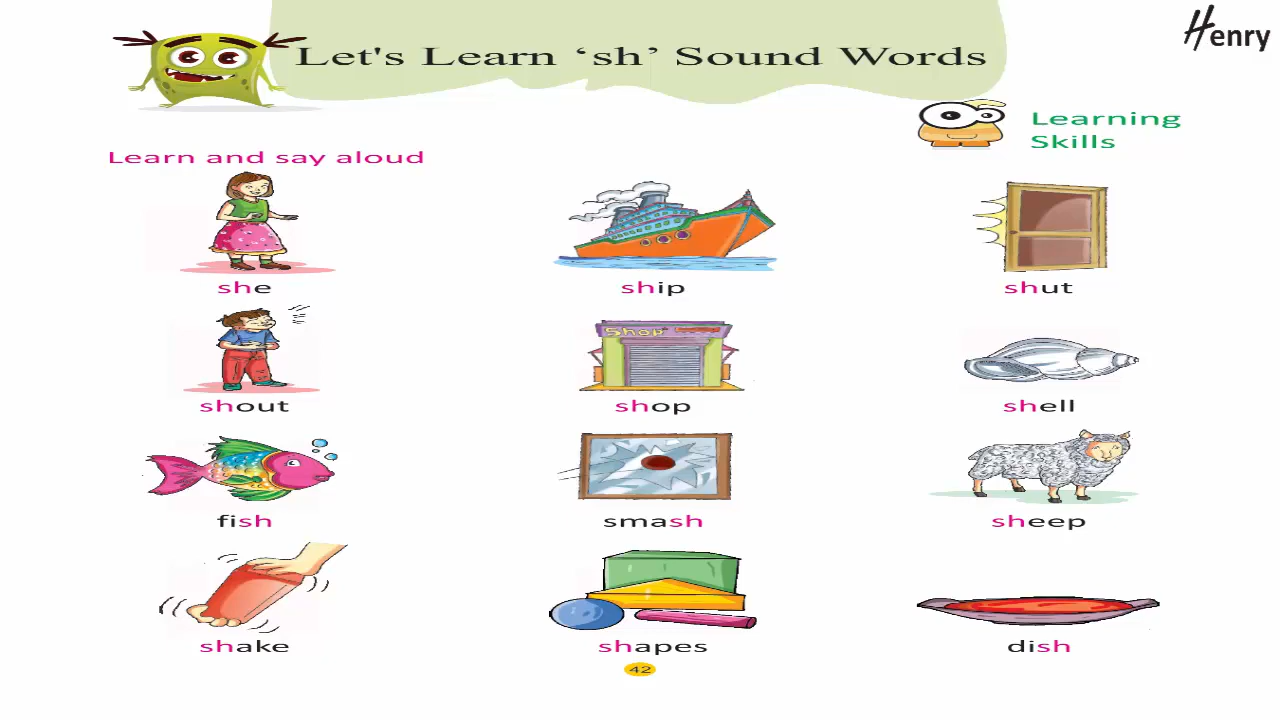 Henry
Let's Learn ‘sh’ Sound Words
Learning
Skills
Learn and say aloud
she
ship
shut
shout
Shop
shop
shell
fish
smash
sheep
shake
shapes
dish
42